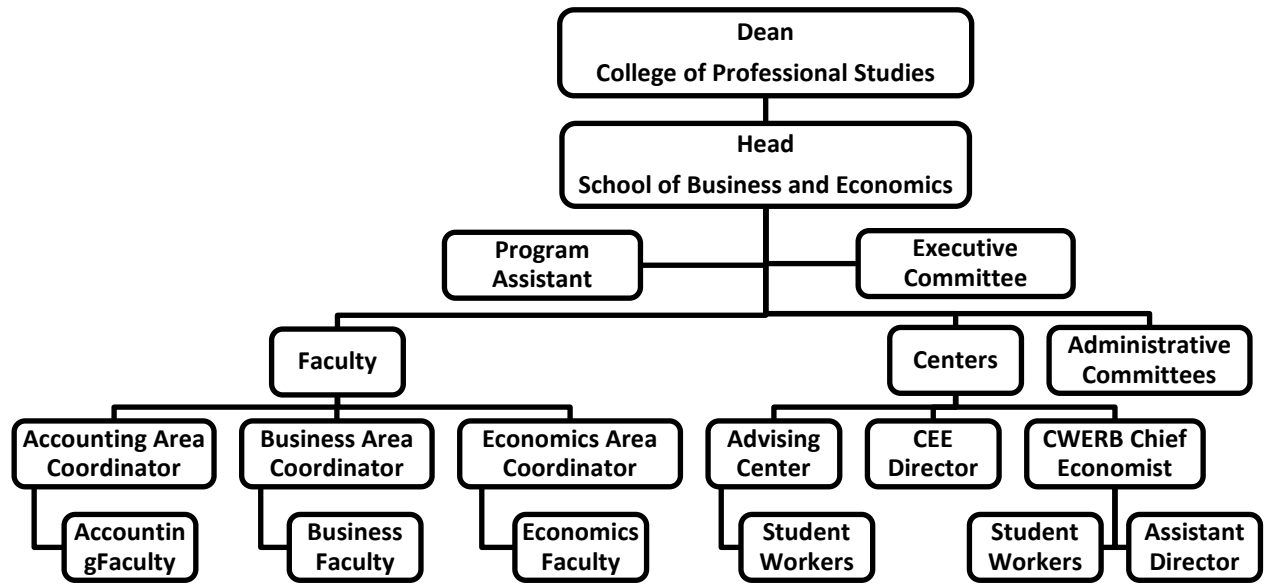 Dean
College of Professional Studies
Head
School of Business and Economics
Program
Assistant
Executive
Committee
Faculty
Centers
Administrative
Committees
Accounting Area
Coordinator
Business Area
Coordinator
Economics Area
Coordinator
Advising
Center
CEE
Director
CWERB Chief
Economist
Accountin
gFaculty
Business
Faculty
Economics
Faculty
Student
Workers
Student
Workers
Assistant
Director